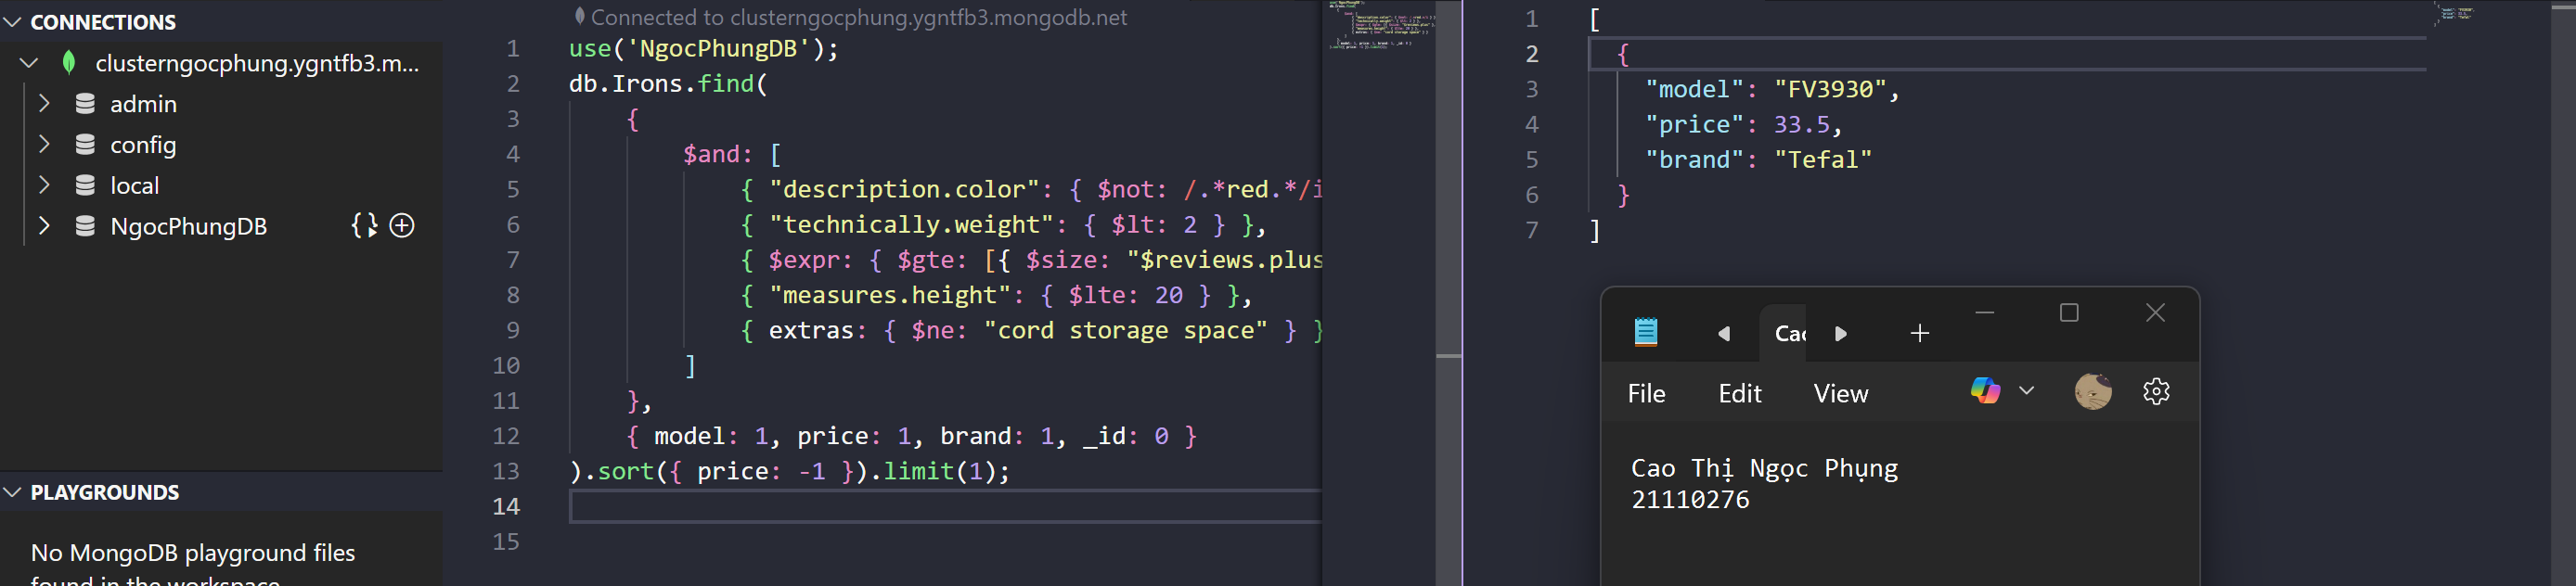 CONNECTIONS
clusterngocphung.ygntfb3.m...
admin
config
local
NgocPhungDB
PLAYGROUNDS
No MongoDB playground files
found in the workspace
Connected to clusterngocphung.ygntfb3.mongodb.net
1 use('NgocPhungDB');
2 db.Irons.find(
3 {
4 $and: [
5 { "description.color": { $not: /.*red.*/i
6 { "technically.weight": { $lt: 2 } },
7 { $expr: { $gte: [{ $size: "$reviews.plus
8 { "measures.height": { $lte: 20 } },
9 { extras: { $ne: "cord storage space" } }
10 ]
11 },
12 { model: 1, price: 1, brand: 1, _id: 0 }
13 ).sort({ price: -1 }).limit(1);
14
15
1 [
2 {
3 "model": "FV3930",
4 "price": 33.5,
5 "brand": "Tefal"
6 }
7 ]
Cao
File Edit View
Cao Thị Ngọc Phụng
21110276